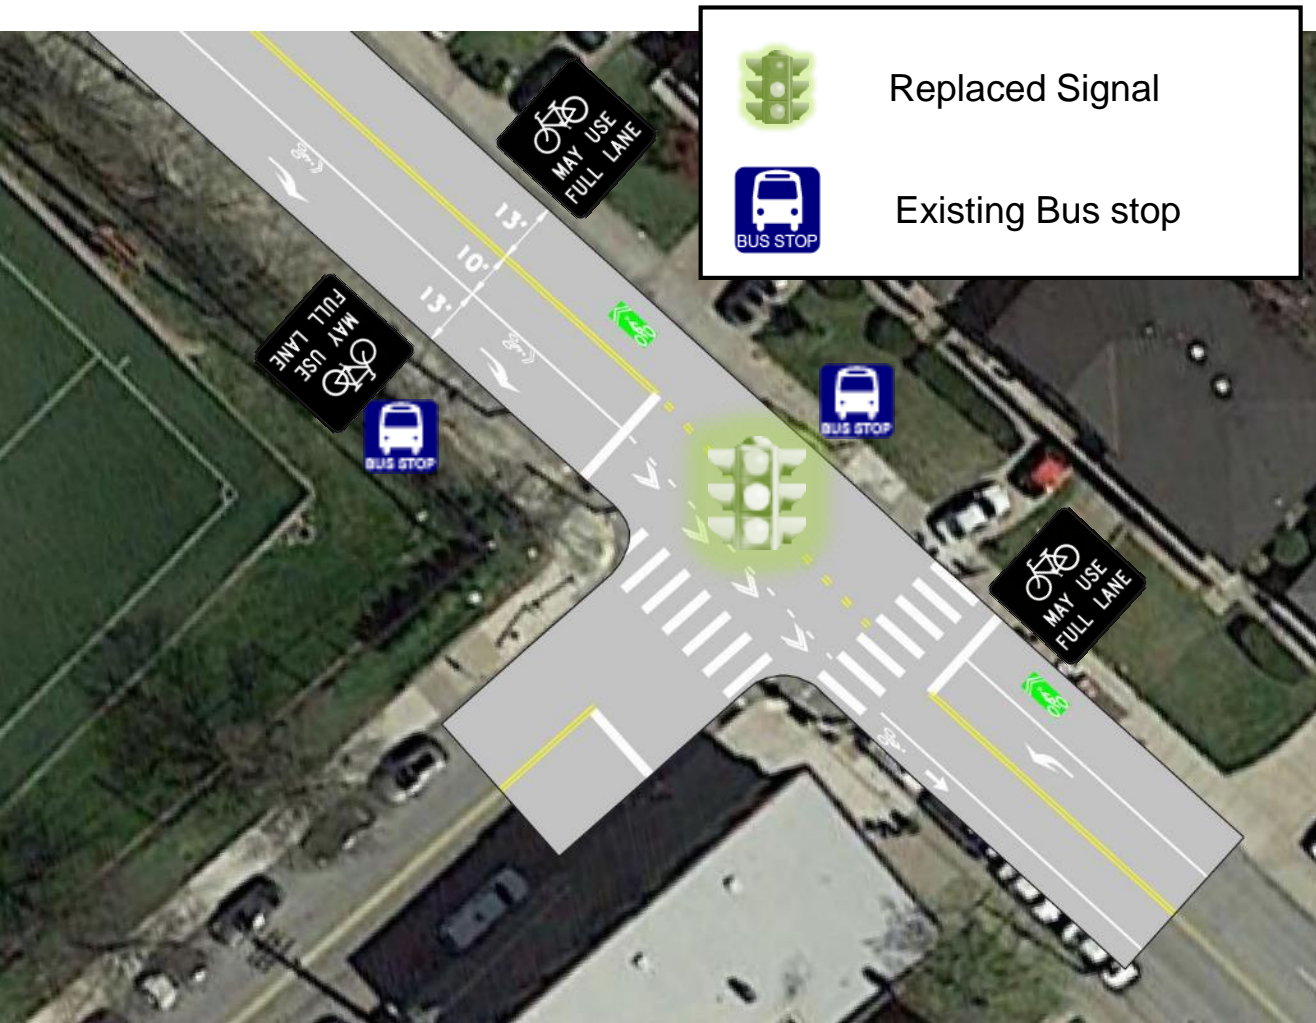 Replaced Signal
BUS STOP
Existing Bus stop
MAY USE
FULL LANE
13'
10'
13'
MAY USE
FULL LANE
BUS STOP
BUS STOP
MAY USE
FULL LANE